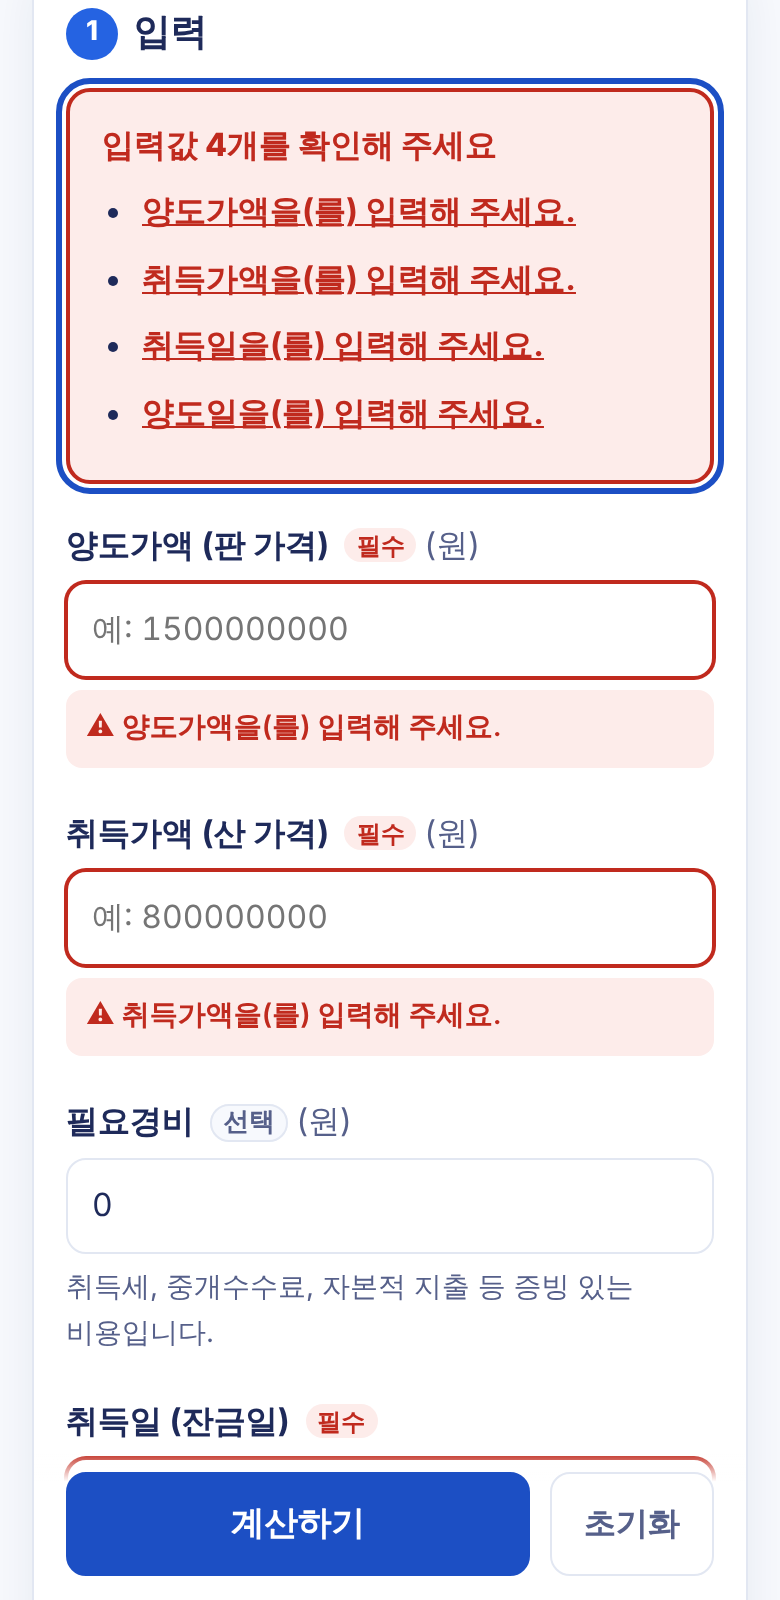 1 입력
입력값 4개를 확인해 주세요
• 양도가액을(를) 입력해 주세요.
• 취득가액을(를) 입력해 주세요.
• 취득일을(를) 입력해 주세요.
• 양도일을(를) 입력해 주세요.
양도가액 (판 가격) 필수 (원)
예: 1500000000
⚠ 양도가액을(를) 입력해 주세요.
취득가액 (산 가격) 필수 (원)
예: 800000000
⚠ 취득가액을(를) 입력해 주세요.
필요경비 선택 (원)
0
취득세, 중개수수료, 자본적 지출 등 증빙 있는
비용입니다.
취득일 (잔금일) 필수
계산하기 초기화